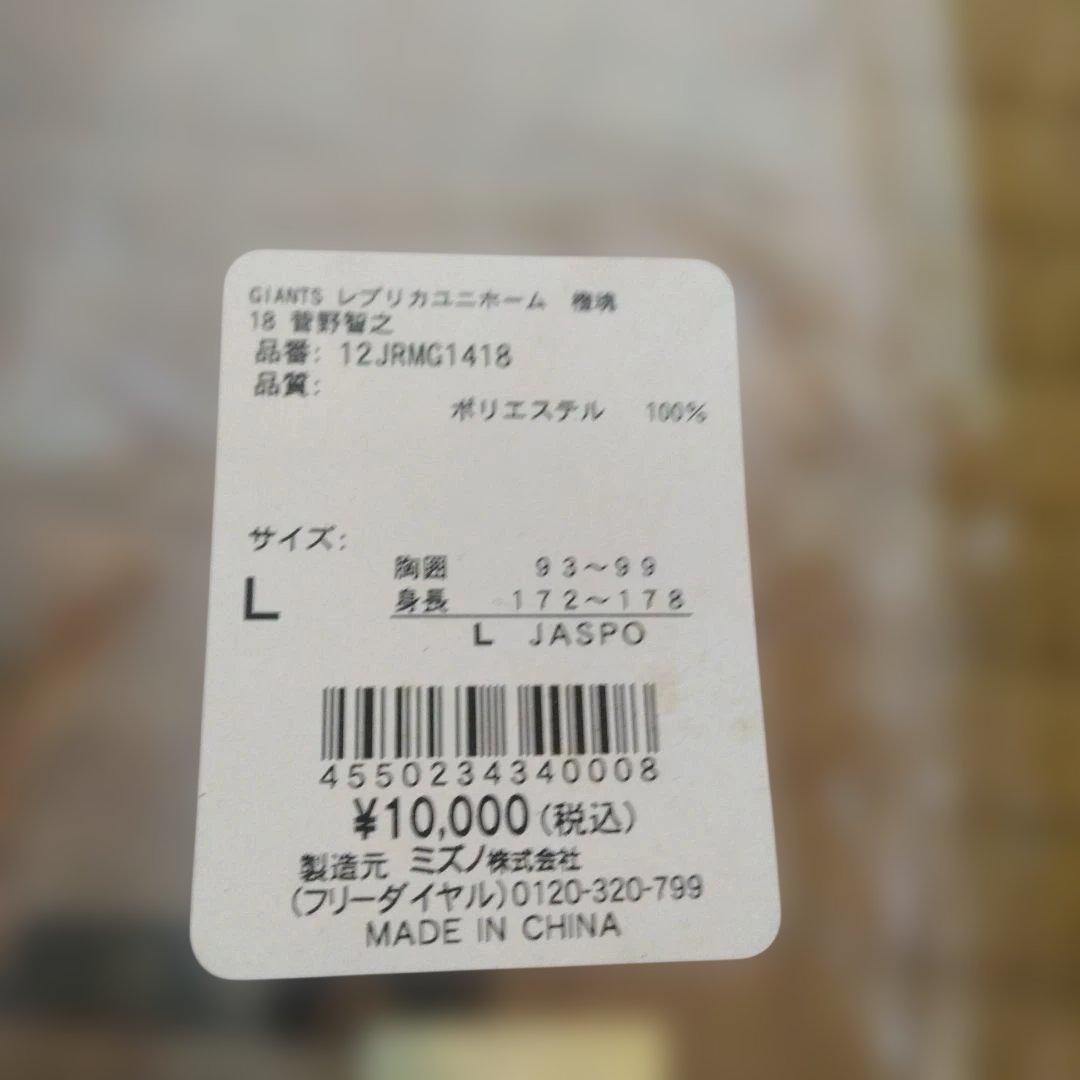 GIANTS レプリカユニホーム 橙魂
18 菅野智之
品番: 12JRMG1418
品質:
ポリエステル 100%
サイズ:
胸囲 93～99
L
身長 172～178
L JASPO
4550234340008
¥10,000(税込)
製造元 ミズノ株式会社
(フリーダイヤル)0120-320-799
MADE IN CHINA